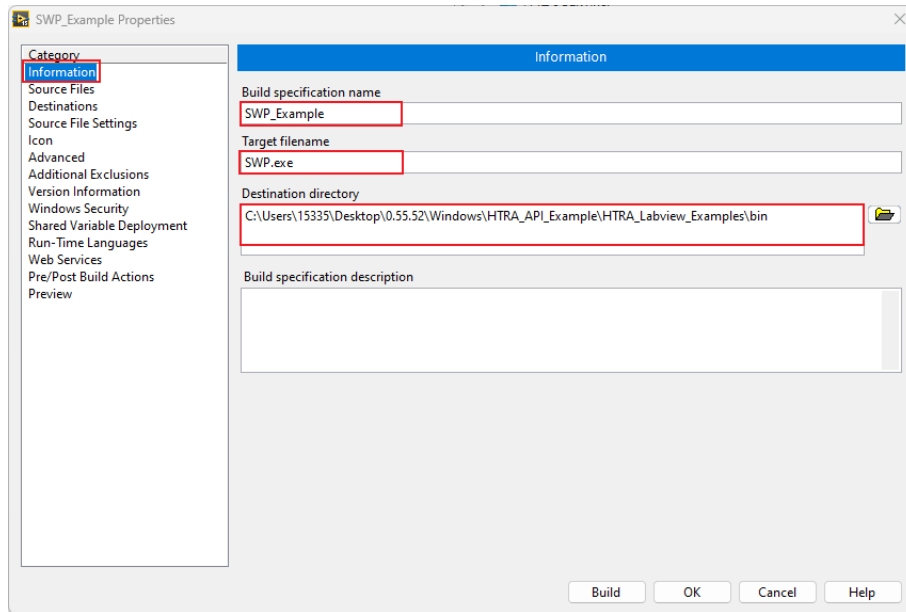 SWP_Example Properties
Category
Information
Source Files
Destinations
Source File Settings
Icon
Advanced
Additional Exclusions
Version Information
Windows Security
Shared Variable Deployment
Run-Time Languages
Web Services
Pre/Post Build Actions
Preview
Information
Build specification name
SWP_Example
Target filename
SWP.exe
Destination directory
C:\Users\15335\Desktop\0.55.52\Windows\HTRA_API_Example\HTRA_Labview_Examples\bin
Build specification description
Build
OK
Cancel
Help